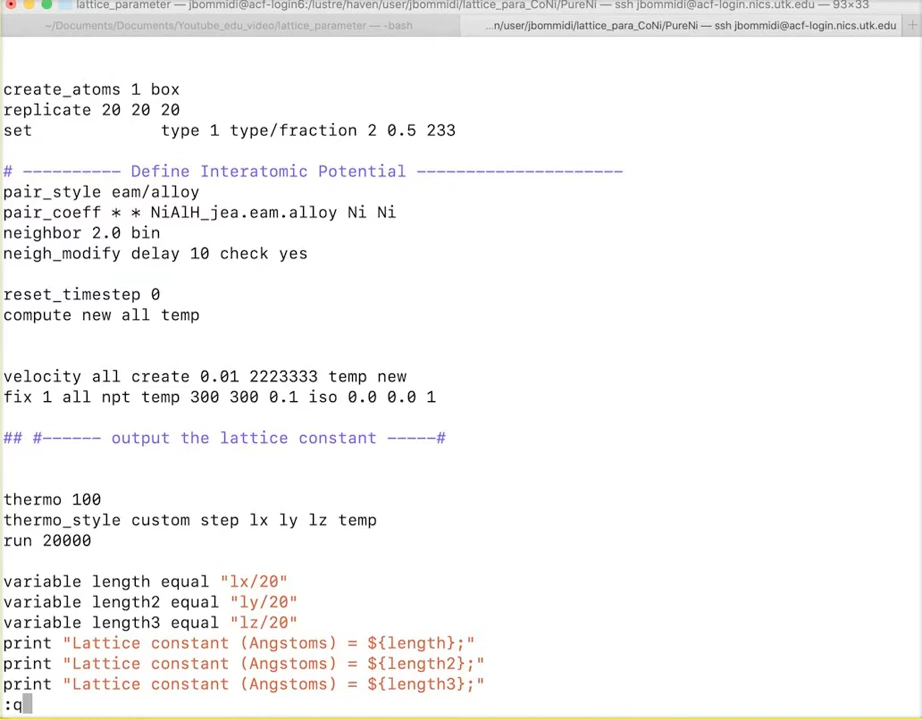 lattice_parameter — jbommidi@acf-login6:/lustre/haven/user/jbommidi/lattice_para_CoNi/PureNi — ssh jbommidi@acf-login.nics.utk.edu — 93×33
~/Documents/Documents/Youtube_edu_video/lattice_parameter — -bash
...n/user/jbommidi/lattice_para_CoNi/PureNi — ssh jbommidi@acf-login.nics.utk.edu
create_atoms 1 box
replicate 20 20 20
set             type 1 type/fraction 2 0.5 233
# ---------- Define Interatomic Potential ---------------------
pair_style eam/alloy
pair_coeff * * NiAlH_jea.eam.alloy Ni Ni
neighbor 2.0 bin
neigh_modify delay 10 check yes
reset_timestep 0
compute new all temp
velocity all create 0.01 2223333 temp new
fix 1 all npt temp 300 300 0.1 iso 0.0 0.0 1
## #------ output the lattice constant -----#
thermo 100
thermo_style custom step lx ly lz temp
run 20000
variable length equal "lx/20"
variable length2 equal "ly/20"
variable length3 equal "lz/20"
print "Lattice constant (Angstoms) = ${length};"
print "Lattice constant (Angstoms) = ${length2};"
print "Lattice constant (Angstoms) = ${length3};"
:q